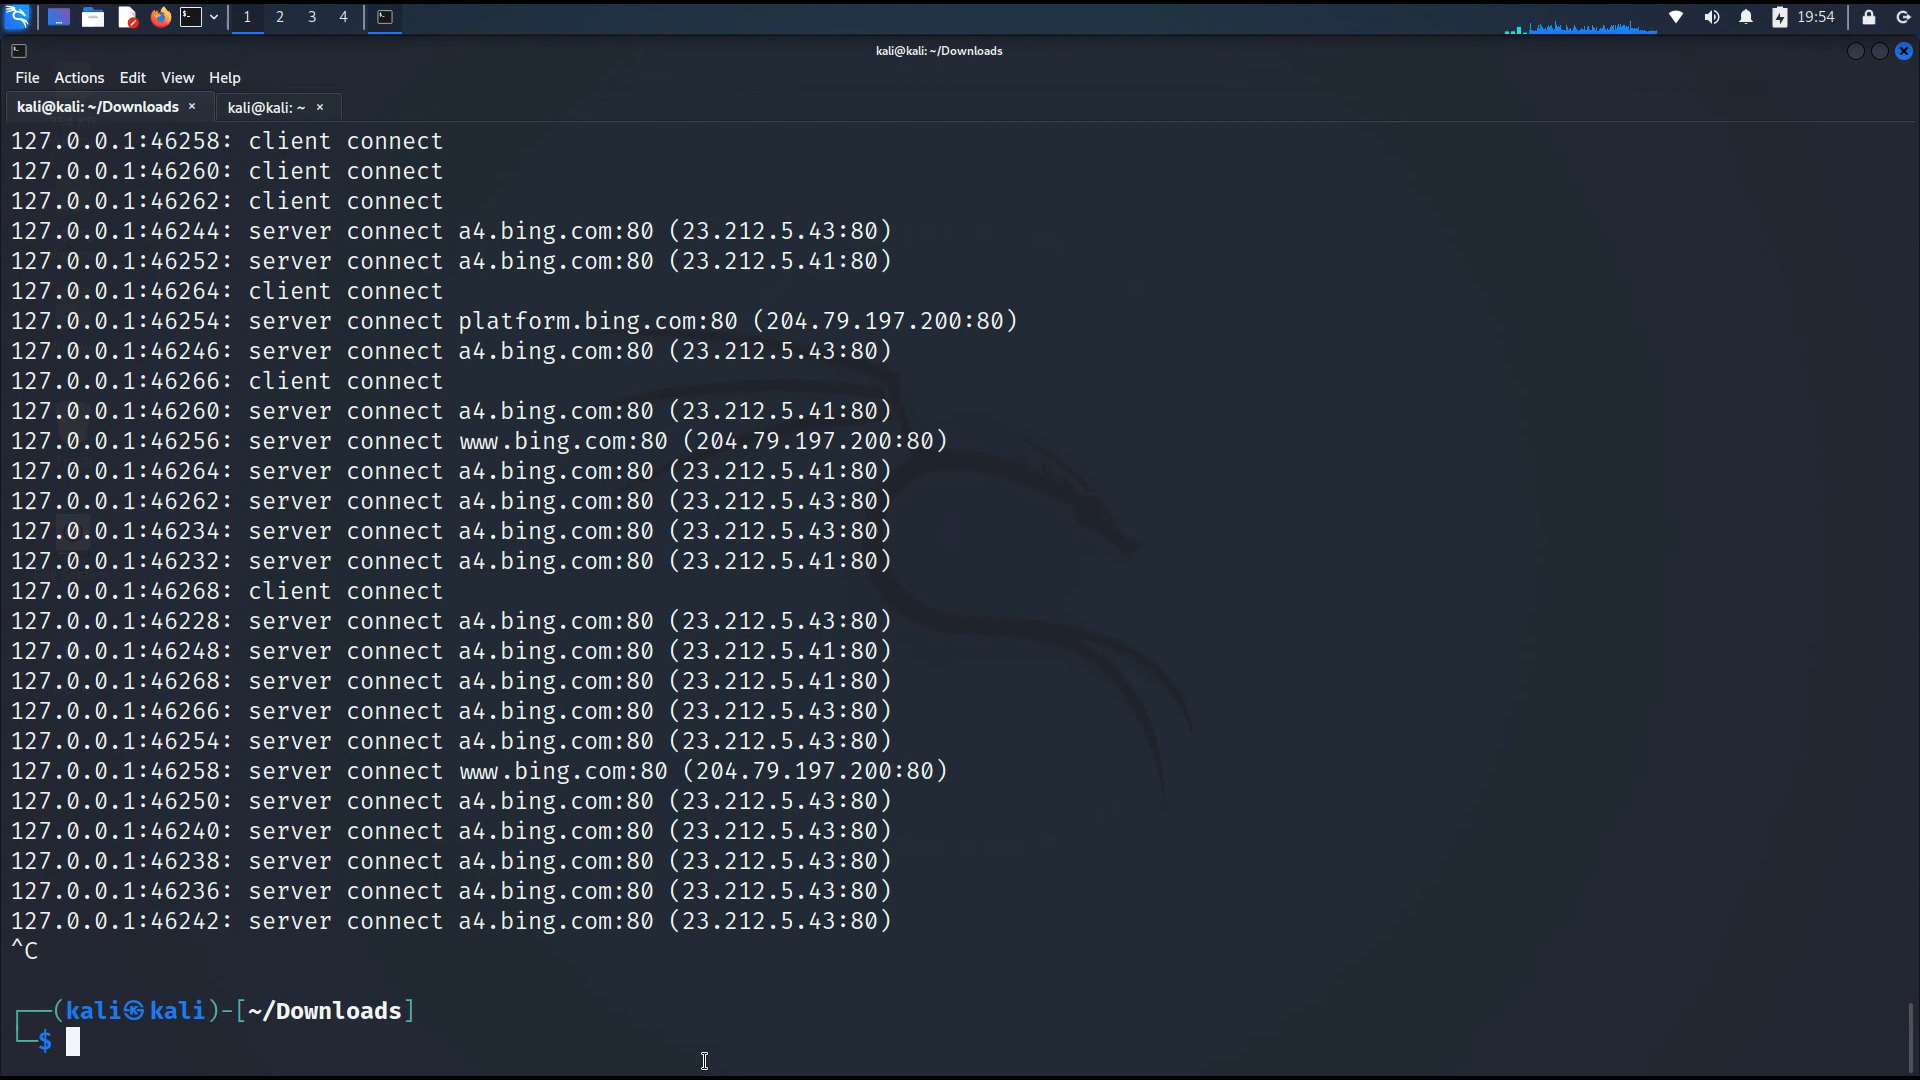 1 2 3 4 19:54
kali@kali: ~/Downloads
File Actions Edit View Help
kali@kali: ~/Downloads × kali@kali: ~ ×
127.0.0.1:46258: client connect
127.0.0.1:46260: client connect
127.0.0.1:46262: client connect
127.0.0.1:46244: server connect a4.bing.com:80 (23.212.5.43:80)
127.0.0.1:46252: server connect a4.bing.com:80 (23.212.5.41:80)
127.0.0.1:46264: client connect
127.0.0.1:46254: server connect platform.bing.com:80 (204.79.197.200:80)
127.0.0.1:46246: server connect a4.bing.com:80 (23.212.5.43:80)
127.0.0.1:46266: client connect
127.0.0.1:46260: server connect a4.bing.com:80 (23.212.5.41:80)
127.0.0.1:46256: server connect www.bing.com:80 (204.79.197.200:80)
127.0.0.1:46264: server connect a4.bing.com:80 (23.212.5.41:80)
127.0.0.1:46262: server connect a4.bing.com:80 (23.212.5.43:80)
127.0.0.1:46234: server connect a4.bing.com:80 (23.212.5.43:80)
127.0.0.1:46232: server connect a4.bing.com:80 (23.212.5.41:80)
127.0.0.1:46268: client connect
127.0.0.1:46228: server connect a4.bing.com:80 (23.212.5.43:80)
127.0.0.1:46248: server connect a4.bing.com:80 (23.212.5.41:80)
127.0.0.1:46268: server connect a4.bing.com:80 (23.212.5.41:80)
127.0.0.1:46266: server connect a4.bing.com:80 (23.212.5.43:80)
127.0.0.1:46254: server connect a4.bing.com:80 (23.212.5.43:80)
127.0.0.1:46258: server connect www.bing.com:80 (204.79.197.200:80)
127.0.0.1:46250: server connect a4.bing.com:80 (23.212.5.43:80)
127.0.0.1:46240: server connect a4.bing.com:80 (23.212.5.43:80)
127.0.0.1:46238: server connect a4.bing.com:80 (23.212.5.43:80)
127.0.0.1:46236: server connect a4.bing.com:80 (23.212.5.43:80)
127.0.0.1:46242: server connect a4.bing.com:80 (23.212.5.43:80)
^C
┌──(kali㉿kali)-[~/Downloads]
└─$